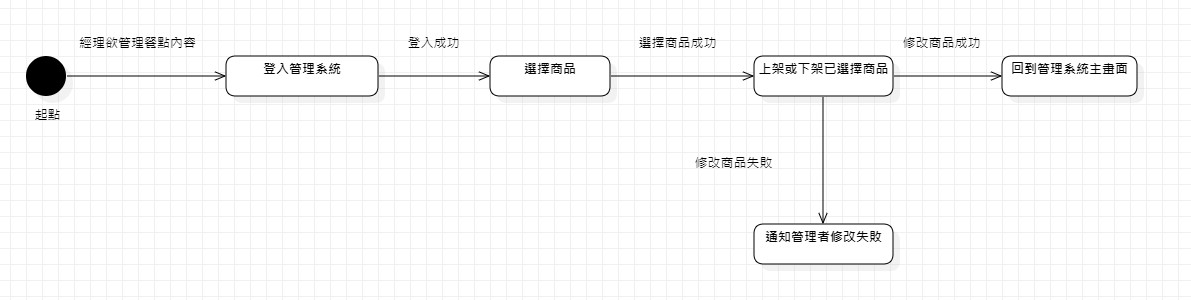 經理欲管理餐點內容
登入成功
選擇商品成功
修改商品成功
登入管理系統
選擇商品
上架或下架已選擇商品
回到管理系統主畫面
起點
修改商品失敗
通知管理者修改失敗